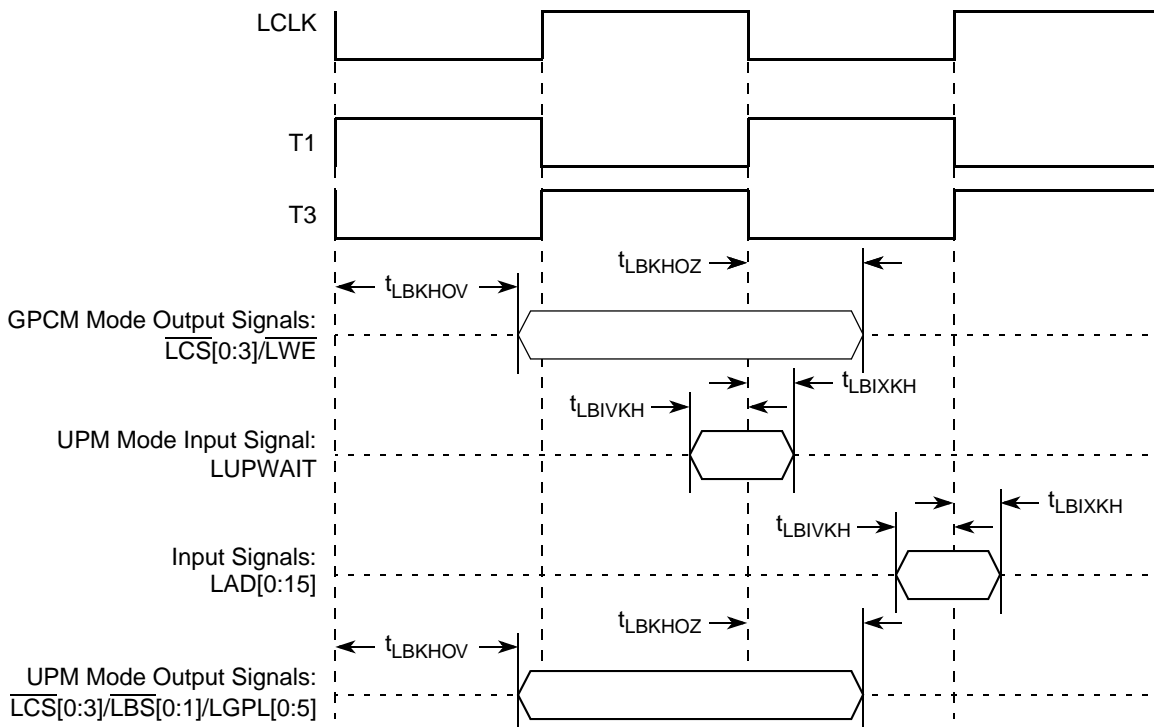 LCLK
T1
T3
tLBKHOZ
tLBKHOV
GPCM Mode Output Signals:
LCS[0:3]/LWE
tLBIXKH
tLBIVKH
UPM Mode Input Signal:
LUPWAIT
tLBIXKH
tLBIVKH
Input Signals:
LAD[0:15]
tLBKHOZ
tLBKHOV
UPM Mode Output Signals:
LCS[0:3]/LBS[0:1]/LGPL[0:5]